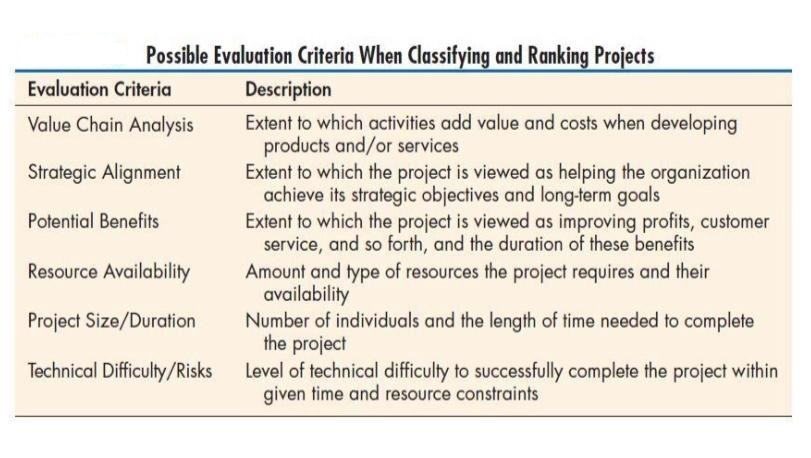 Possible Evaluation Criteria When Classifying and Ranking Projects
Evaluation Criteria Description
Value Chain Analysis Extent to which activities add value and costs when developing
products and/or services
Strategic Alignment Extent to which the project is viewed as helping the organization
achieve its strategic objectives and long-term goals
Potential Benefits Extent to which the project is viewed as improving profits, customer
service, and so forth, and the duration of these benefits
Resource Availability Amount and type of resources the project requires and their
availability
Project Size/Duration Number of individuals and the length of time needed to complete
the project
Technical Difficulty/Risks Level of technical difficulty to successfully complete the project within
given time and resource constraints